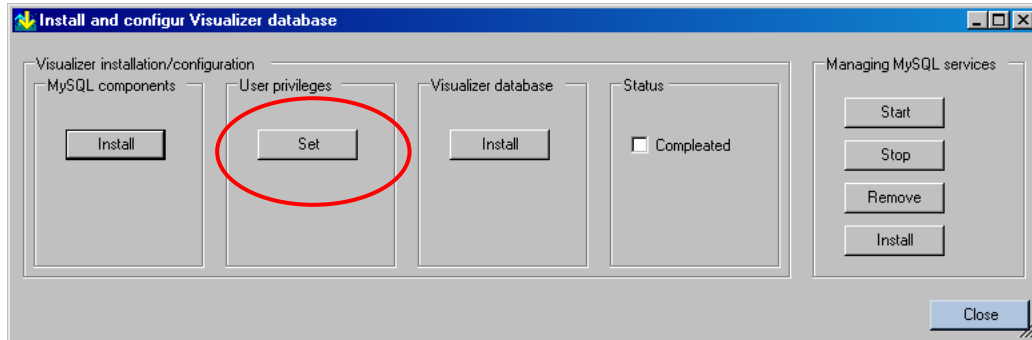 Install and configur Visualizer database
Visualizer installation/configuration
Managing MySQL services
MySQL components
User privileges
Visualizer database
Status
Install
Set
Install
Compleated
Start
Stop
Remove
Install
Close